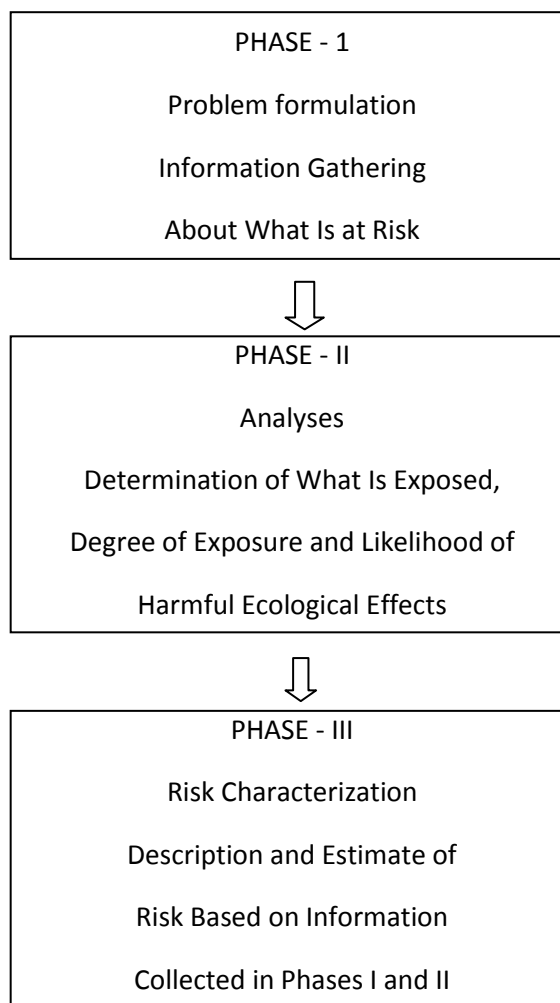 PHASE - 1
Problem formulation
Information Gathering
About What Is at Risk
PHASE - II
Analyses
Determination of What Is Exposed,
Degree of Exposure and Likelihood of
Harmful Ecological Effects
PHASE - III
Risk Characterization
Description and Estimate of
Risk Based on Information
Collected in Phases I and II